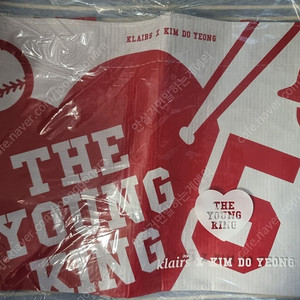 KLAIRS X KIM DO YEONG
THE
YOUNG
KING
THE
YOUNG
KING
5
klairs X KIM DO YEONG